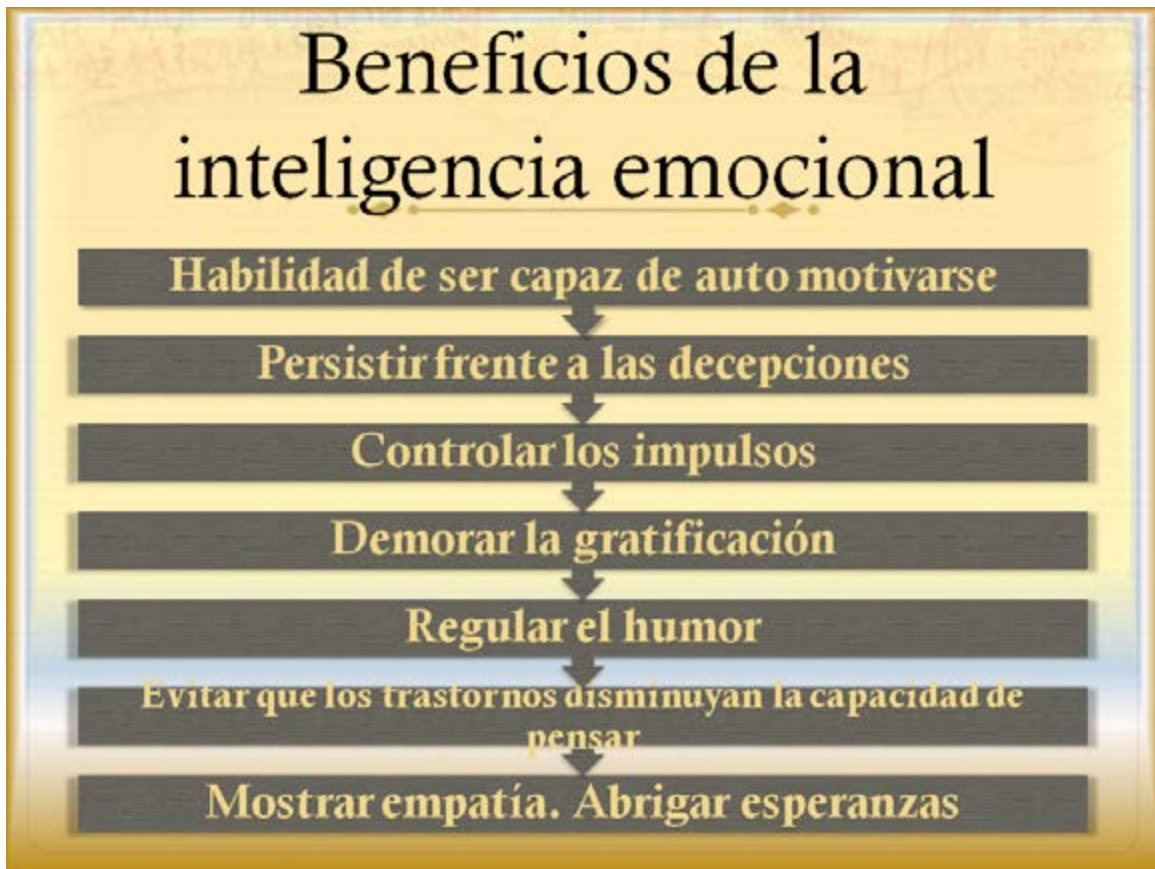 Beneficios de la
inteligencia emocional
Habilidad de ser capaz de auto motivarse
Persistir frente a las decepciones
Controlar los impulsos
Demorar la gratificación
Regular el humor
Evitar que los trastornos disminuyan la capacidad de
pensar
Mostrar empatía. Abrigar esperanzas